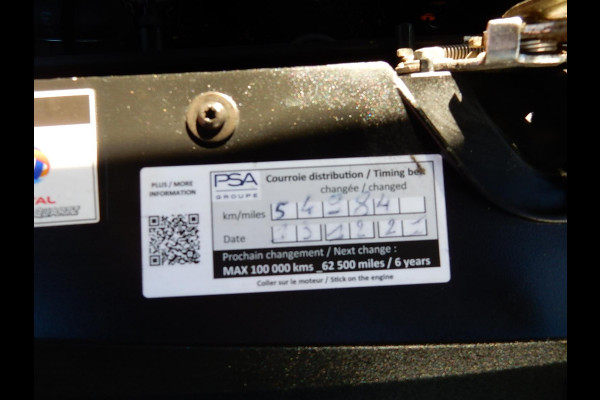 PLUS / MORE
INFORMATION
PSA
GROUPE
Courroie distribution / Timing belt
changée / changed
km/miles
Date
Prochain changement / Next change :
MAX 100 000 kms _62 500 miles / 6 years
Coller sur le moteur / Stick on the engine
QUARTZ